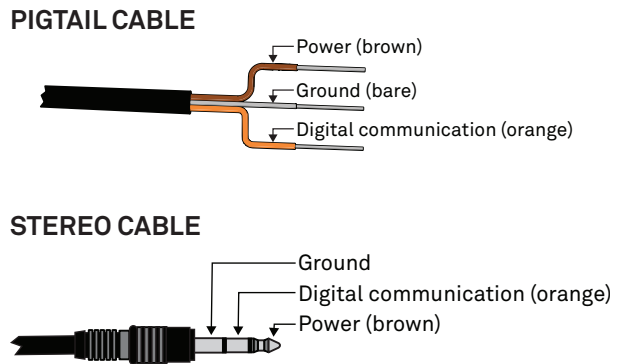 PIGTAIL CABLE
Power (brown)
Ground (bare)
Digital communication (orange)
STEREO CABLE
Ground
Digital communication (orange)
Power (brown)